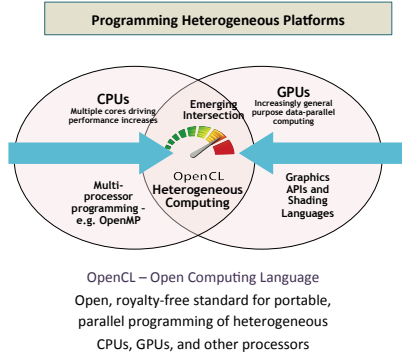 Programming Heterogeneous Platforms
CPUs
Multiple cores driving
performance increases
Emerging
Intersection
GPUs
Increasingly general
purpose data-parallel
computing
OpenCL
Heterogeneous
Computing
Multi-
processor
programming –
e.g. OpenMP
Graphics
APIs and
Shading
Languages
OpenCL – Open Computing Language
Open, royalty-free standard for portable,
parallel programming of heterogeneous
CPUs, GPUs, and other processors